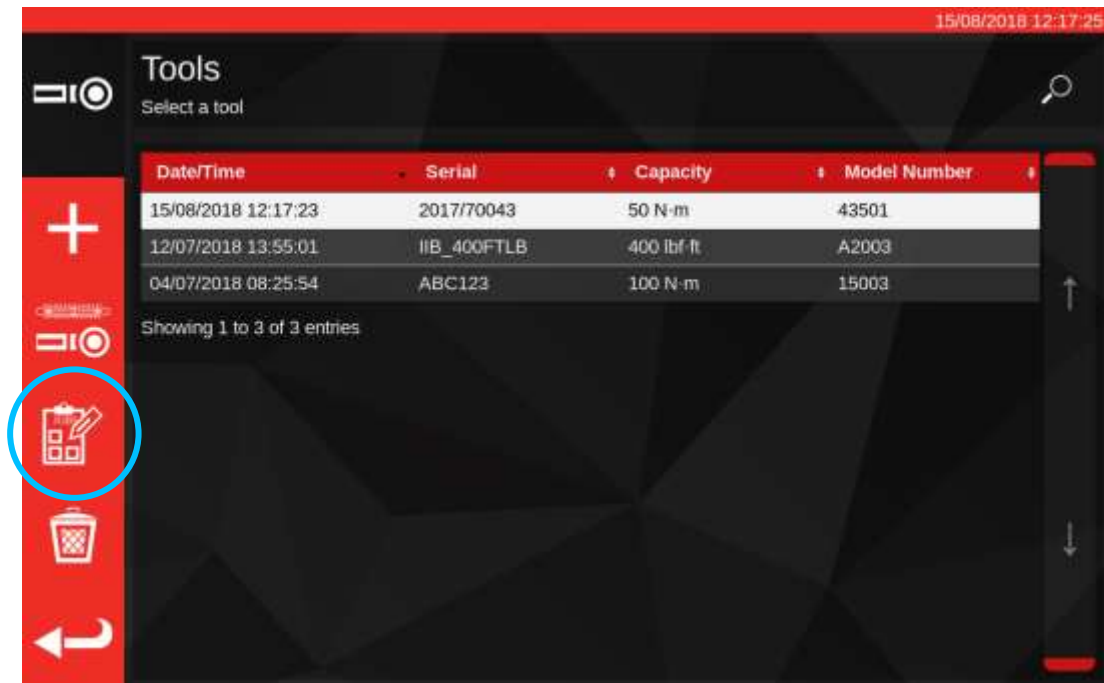 15/08/2018 12:17:25
Tools
Select a tool
Date/Time Serial Capacity Model Number
15/08/2018 12:17:23 2017/70043 50 N·m 43501
12/07/2018 13:55:01 IIB_400FTLB 400 lbf·ft A2003
04/07/2018 08:25:54 ABC123 100 N·m 15003
Showing 1 to 3 of 3 entries